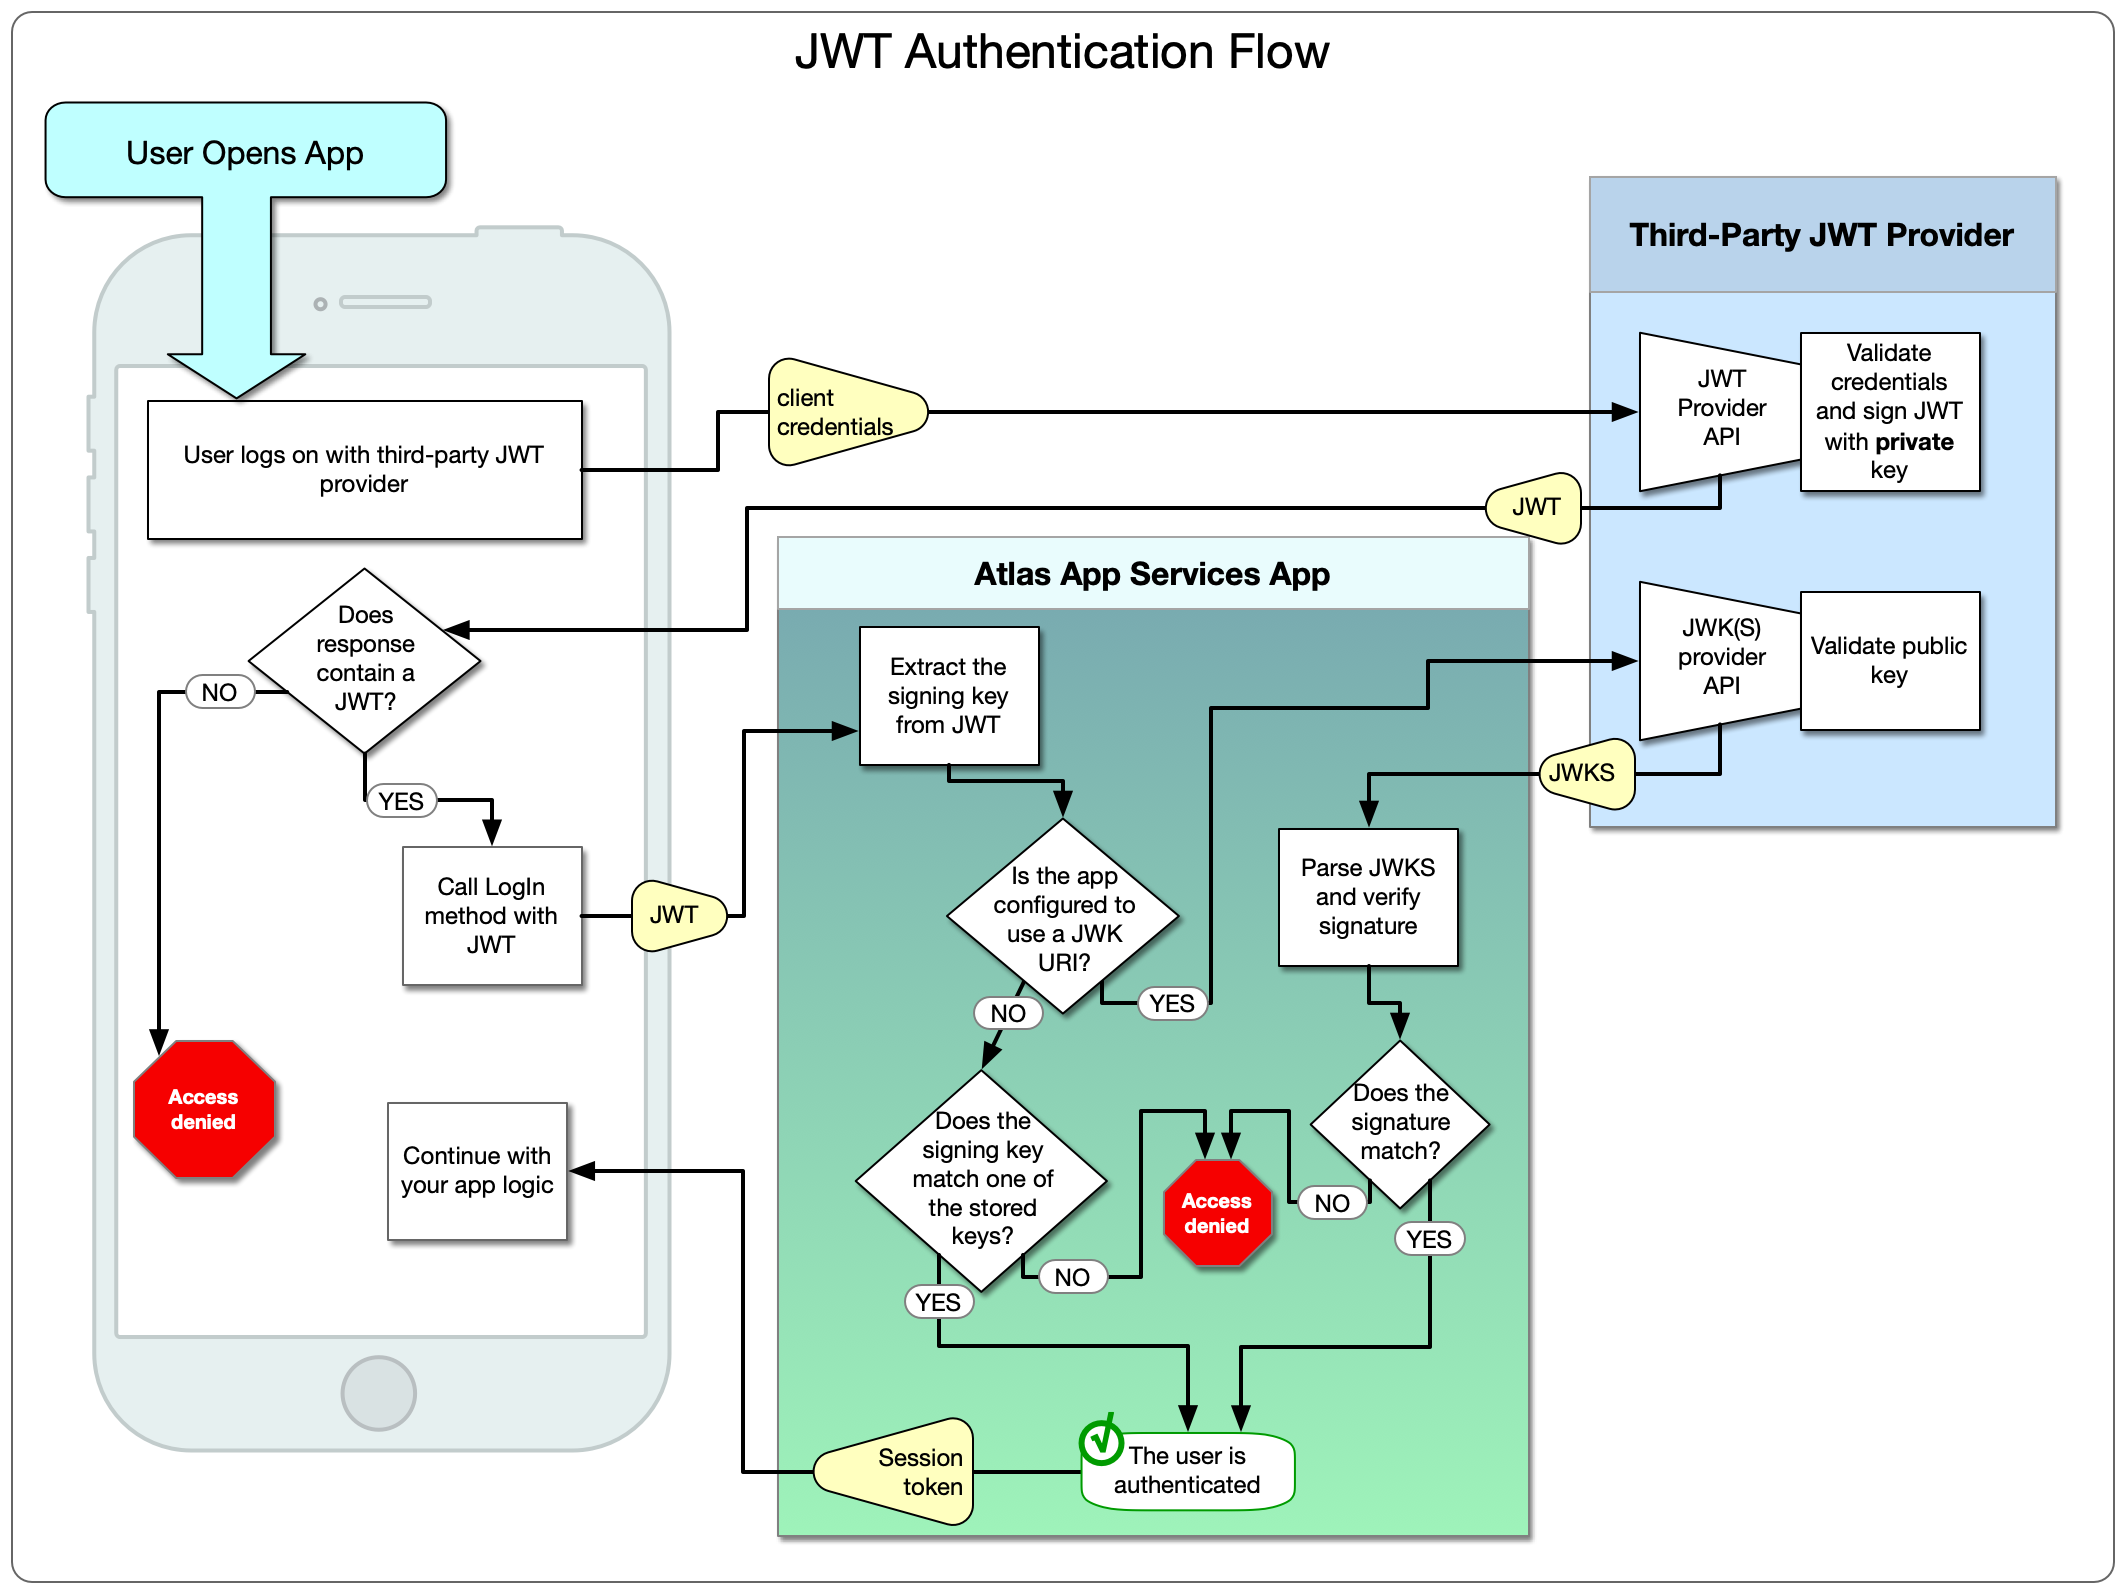 JWT Authentication Flow
User Opens App
Third-Party JWT Provider
client
credentials
JWT
Provider
API
Validate
credentials
and sign JWT
with private
key
User logs on with third-party JWT
provider
JWT
Atlas App Services App
Does
response
contain a
JWT?
NO
YES
Extract the
signing key
from JWT
JWK(S)
provider
API
Validate public
key
JWKS
Call LogIn
method with
JWT
JWT
Is the app
configured to
use a JWK
URI?
NO
YES
Parse JWKS
and verify
signature
Access
denied
Continue with
your app logic
Does the
signing key
match one of
the stored
keys?
NO
YES
Access
denied
Does the
signature
match?
NO
YES
Session
token
The user is
authenticated